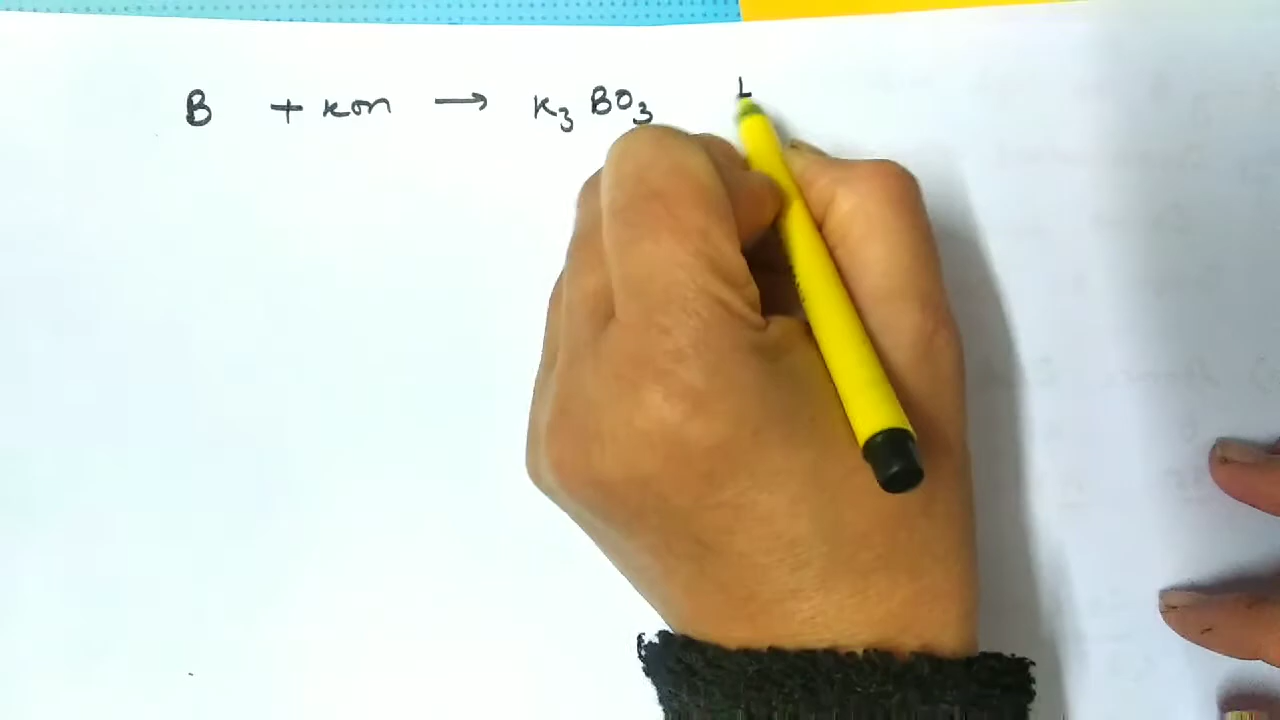 B + KOH → K₃BO₃